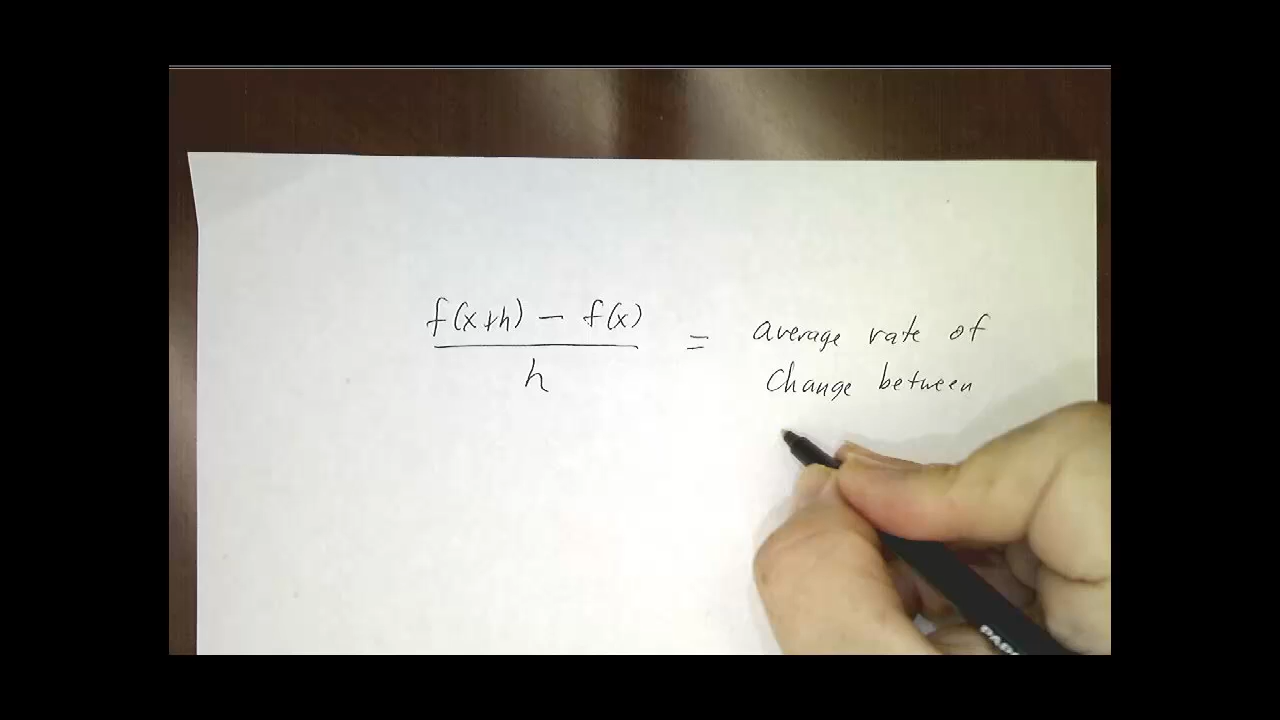 f(x+h) - f(x)
h
= average rate of
Change between